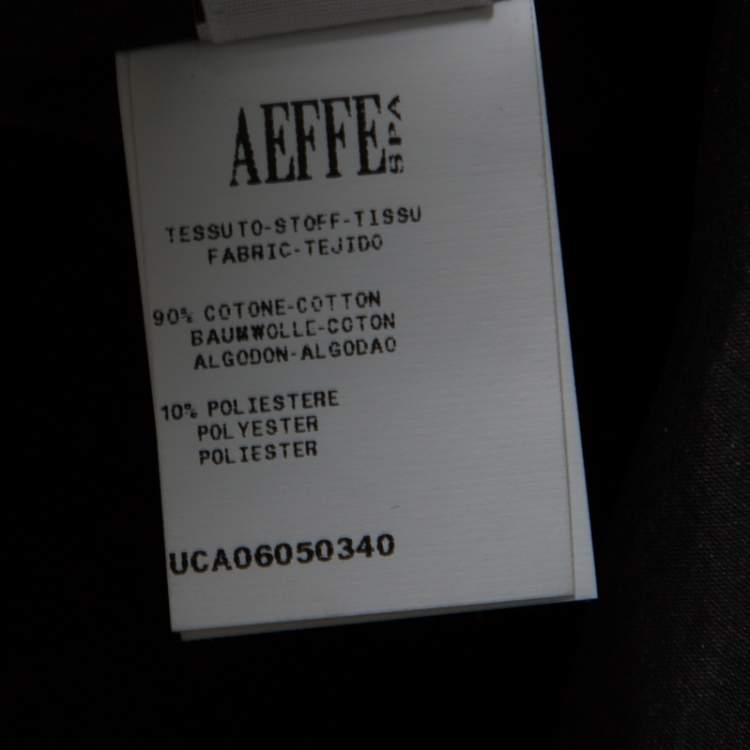 AEFFE SPA
TESSUTO-STOFF-TISSU
FABRIC-TEJIDO
90% COTONE-COTTON
BAUMWOLLE-COTON
ALGODON-ALGODAO
10% POLIESTERE
POLYESTER
POLIESTER
UCA06050340